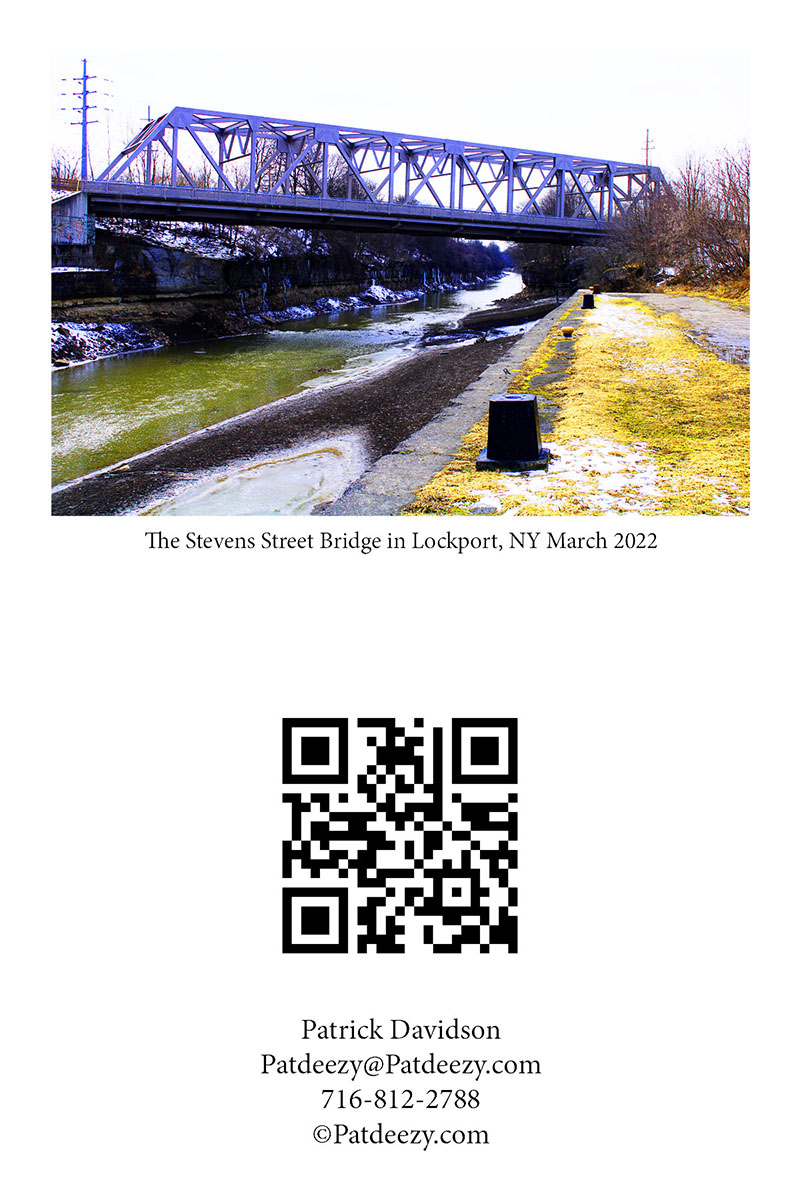 The Stevens Street Bridge in Lockport, NY March 2022
Patrick Davidson
Patdeezy@Patdeezy.com
716-812-2788
©Patdeezy.com